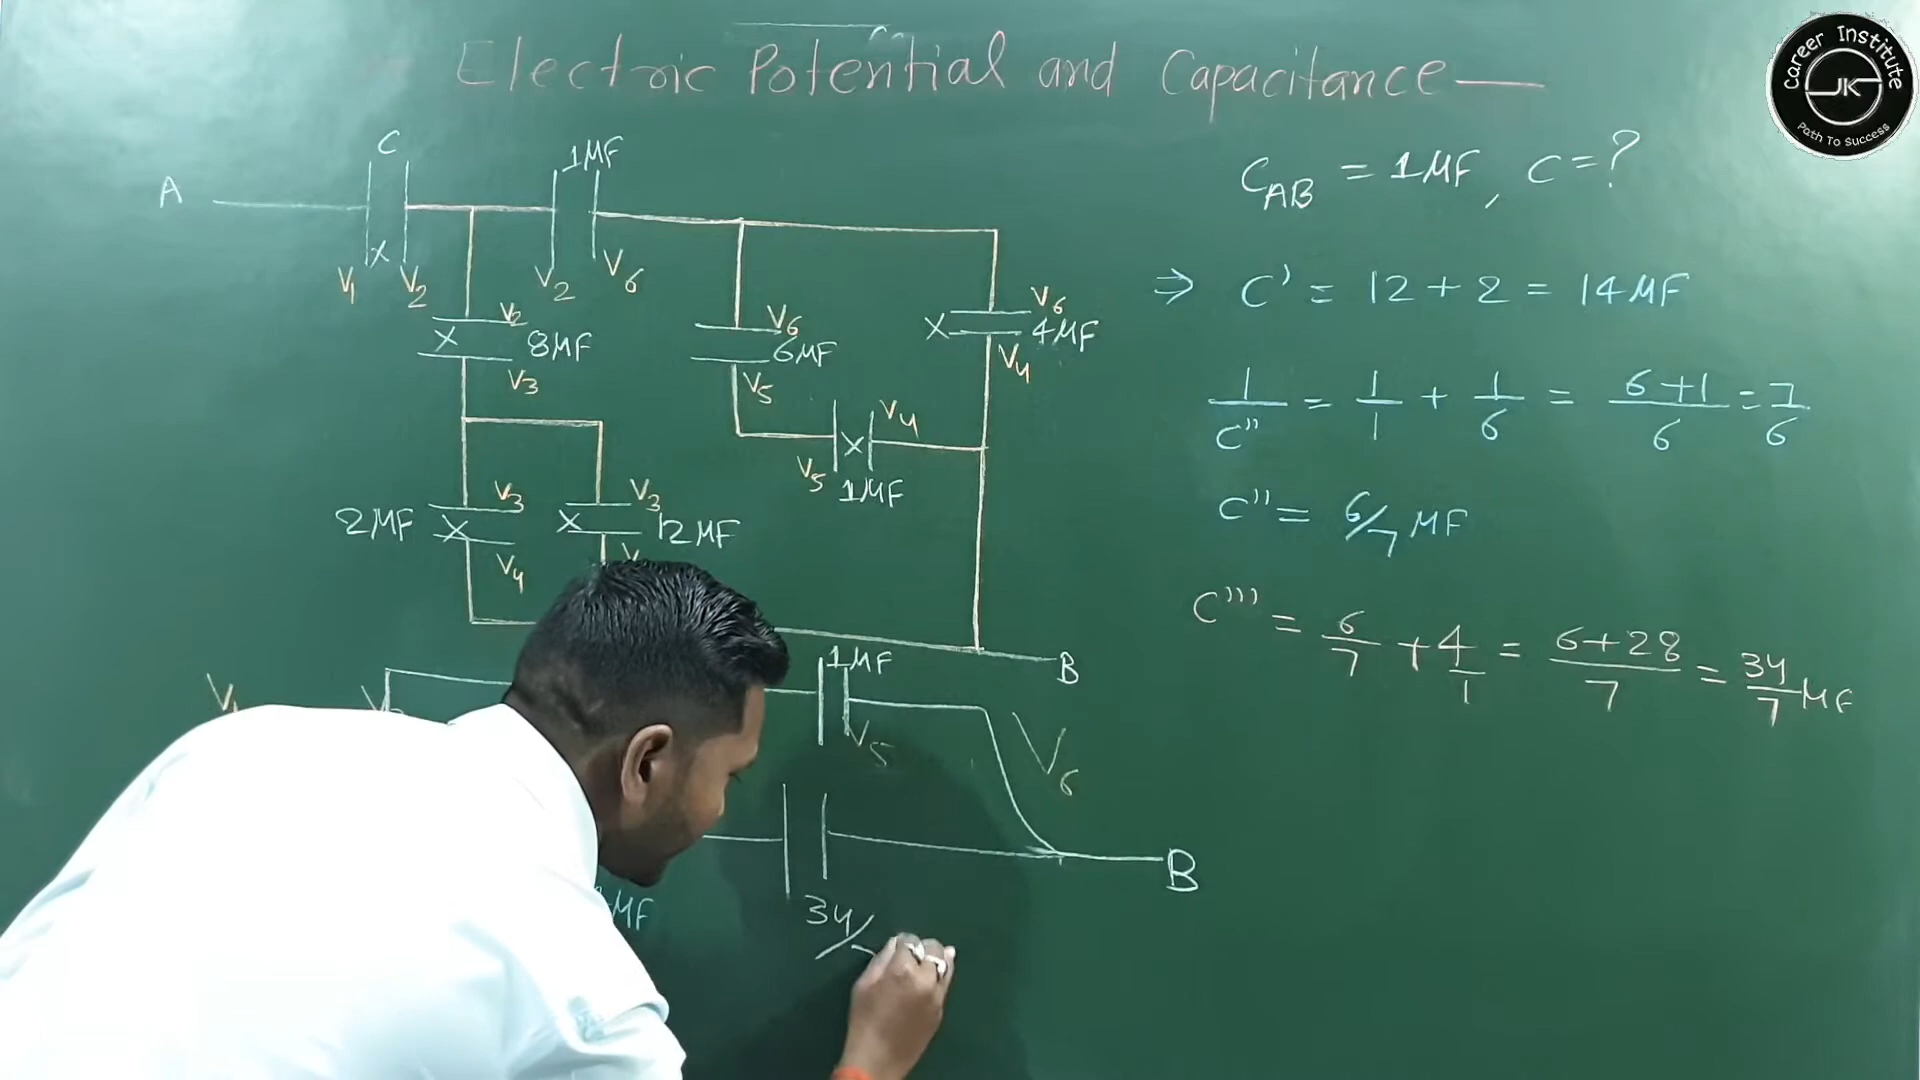 Electric Potential and Capacitance
Career Institute
JK
Path To Success
C
1MF
A
C_AB = 1MF, C = ?
X
V1 V2 V2 V6
⇒ C' = 12 + 2 = 14MF
V2
X 8MF
V3
V6
6MF
V5
V6
X 4MF
V4
1/C'' = 1/1 + 1/6 = 6+1/6 = 7/6
V4
X
V5 1MF
C'' = 6/7 MF
V3 V3
2MF X X 12MF
V4
C''' = 6/7 + 4/1 = 6+28/7 = 34/7 MF
B
1MF
V5
V6
B
MF
34/